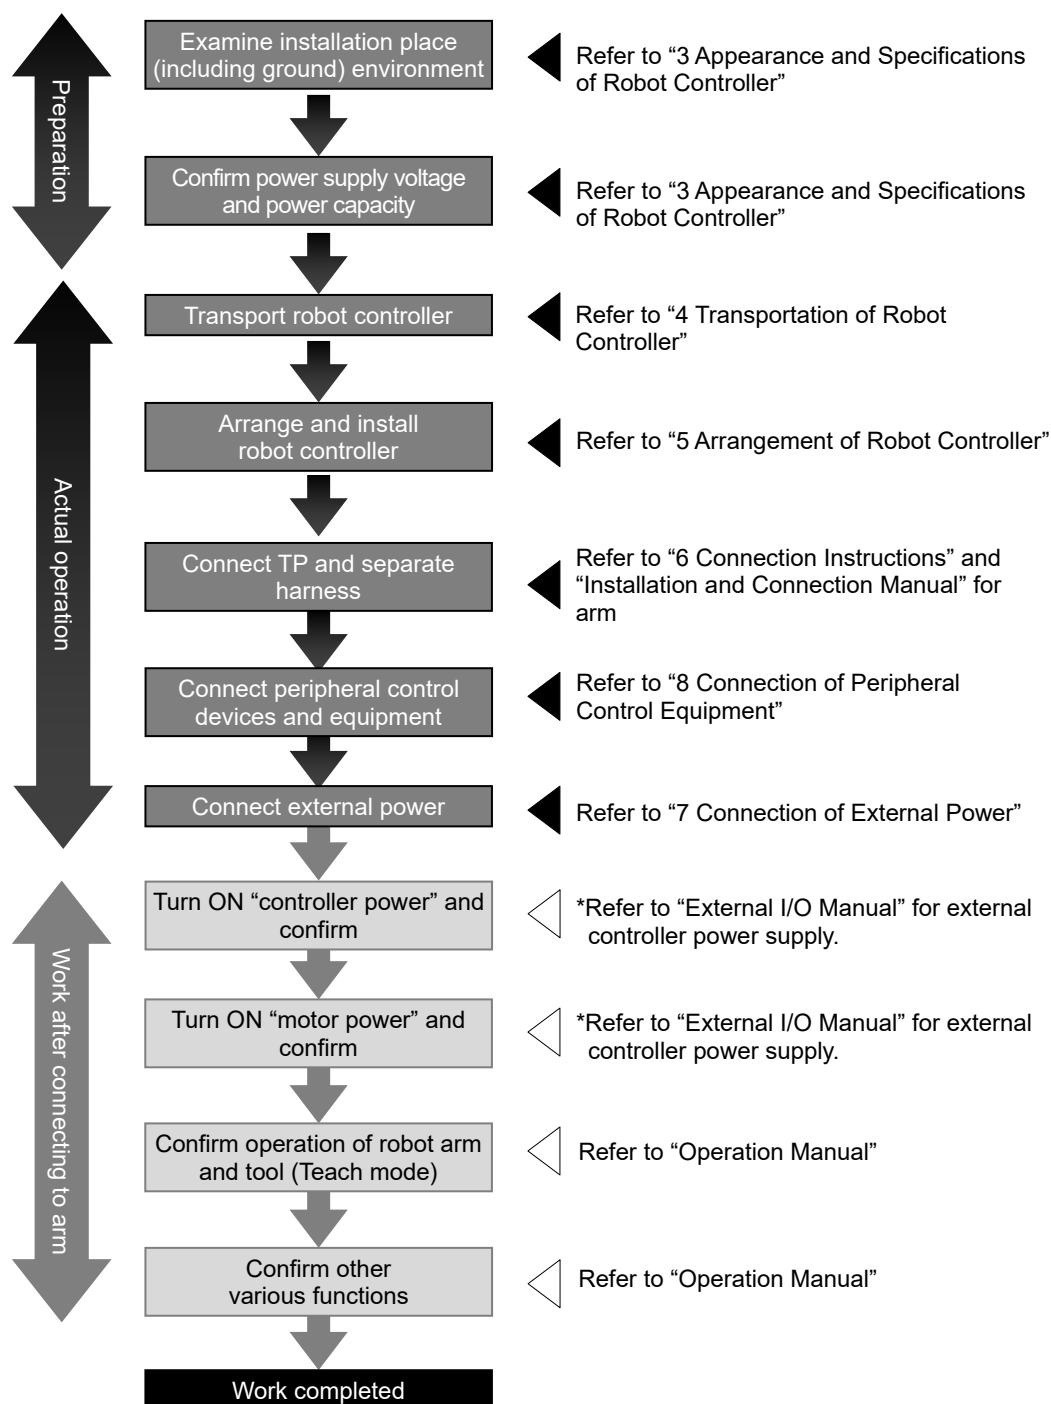 Preparation
Examine installation place
(including ground) environment
Refer to “3 Appearance and Specifications
of Robot Controller”
Confirm power supply voltage
and power capacity
Refer to “3 Appearance and Specifications
of Robot Controller”
Actual operation
Transport robot controller
Refer to “4 Transportation of Robot
Controller”
Arrange and install
robot controller
Refer to “5 Arrangement of Robot Controller”
Connect TP and separate
harness
Refer to “6 Connection Instructions” and
“Installation and Connection Manual” for
arm
Connect peripheral control
devices and equipment
Refer to “8 Connection of Peripheral
Control Equipment”
Connect external power
Refer to “7 Connection of External Power”
Work after connecting to arm
Turn ON “controller power” and
confirm
*Refer to “External I/O Manual” for external
controller power supply.
Turn ON “motor power” and
confirm
*Refer to “External I/O Manual” for external
controller power supply.
Confirm operation of robot arm
and tool (Teach mode)
Refer to “Operation Manual”
Confirm other
various functions
Refer to “Operation Manual”
Work completed